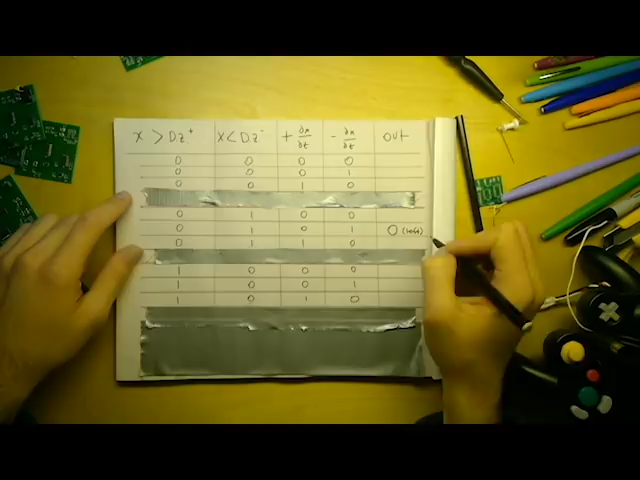 x > D.Z.⁺ x < D.Z.⁻ + ∂x/∂t - ∂x/∂t out
0 0 0 0
0 0 0 1
0 0 1 0
0 1 0 0
0 1 0 1 0
0 1 1 0
1 0 0 0
1 0 0 1
1 0 1 0